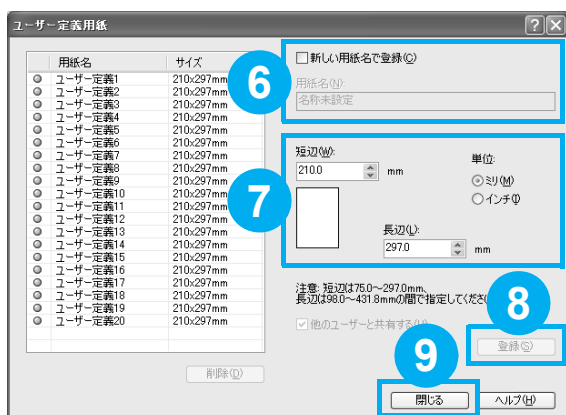 ユーザー定義用紙
用紙名 サイズ
ユーザー定義1 210x297mm
ユーザー定義2 210x297mm
ユーザー定義3 210x297mm
ユーザー定義4 210x297mm
ユーザー定義5 210x297mm
ユーザー定義6 210x297mm
ユーザー定義7 210x297mm
ユーザー定義8 210x297mm
ユーザー定義9 210x297mm
ユーザー定義10 210x297mm
ユーザー定義11 210x297mm
ユーザー定義12 210x297mm
ユーザー定義13 210x297mm
ユーザー定義14 210x297mm
ユーザー定義15 210x297mm
ユーザー定義16 210x297mm
ユーザー定義17 210x297mm
ユーザー定義18 210x297mm
ユーザー定義19 210x297mm
ユーザー定義20 210x297mm
削除(D)
6
新しい用紙名で登録(C)
用紙名(N):
名称未設定
7
短辺(W):
210.0 mm
単位:
ミリ(M)
インチ(I)
長辺(L):
297.0 mm
注意: 短辺は75.0～297.0mm、
長辺は98.0～431.8mmの間で指定してくださ
他のユーザーと共有する(U)
8
登録(S)
9
閉じる
ヘルプ(H)